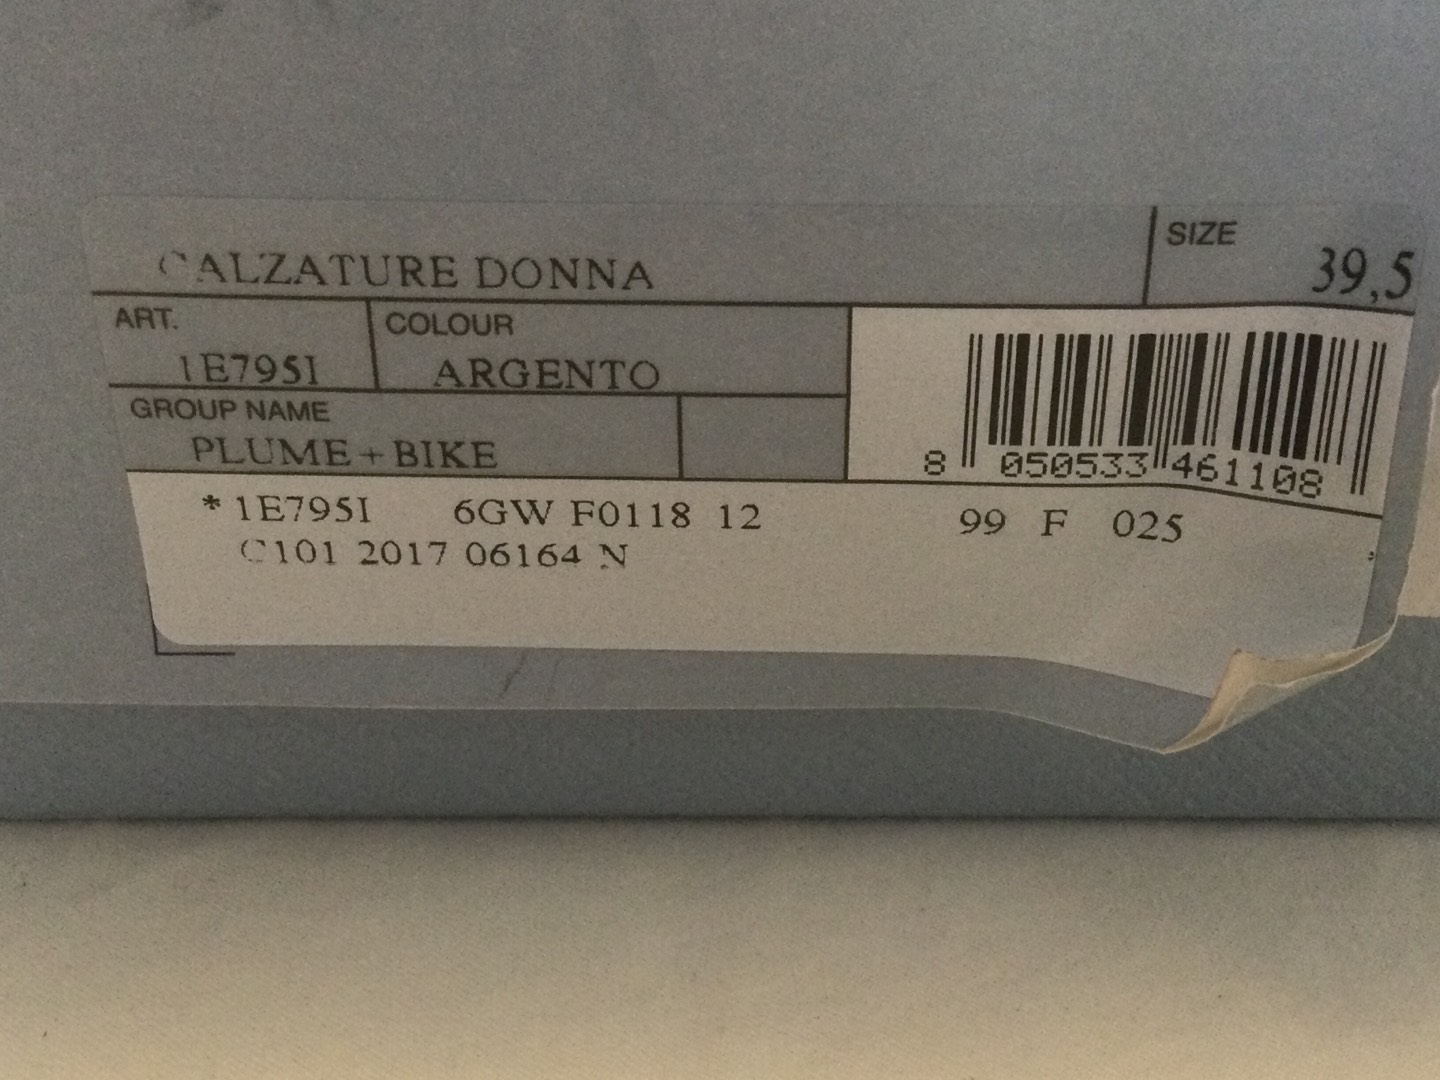 CALZATURE DONNA
SIZE
39,5
ART.
1E795I
COLOUR
ARGENTO
GROUP NAME
PLUME+BIKE
8 050533 461108
*1E795I 6GW F0118 12 99 F 025
C101 2017 06164 N